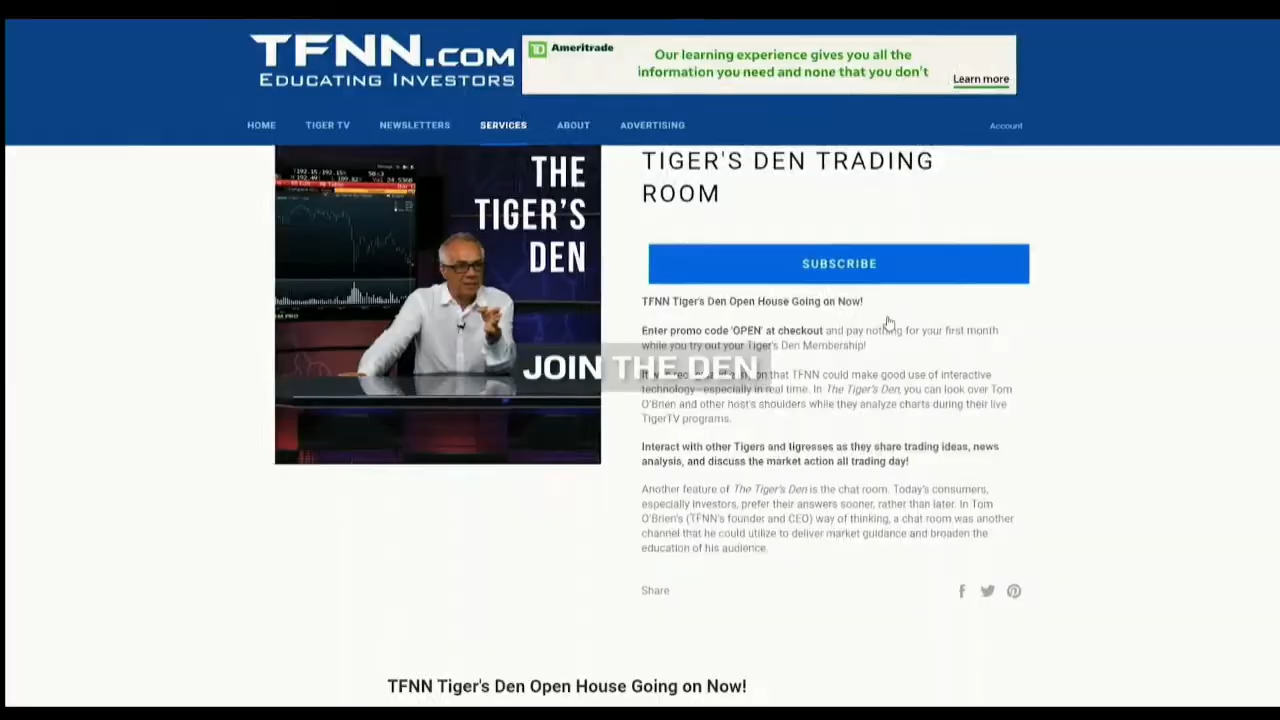 TFNN.COM
EDUCATING INVESTORS
Ameritrade
Our learning experience gives you all the
information you need and none that you don't
Learn more
HOME
TIGER TV
NEWSLETTERS
SERVICES
ABOUT
ADVERTISING
Account
THE
TIGER'S
DEN
TIGER'S DEN TRADING
ROOM
SUBSCRIBE
TFNN Tiger's Den Open House Going on Now!
Enter promo code 'OPEN' at checkout and pay nothing for your first month
while you try out your Tiger's Den Membership!
JOIN THE DEN
that TFNN could make good use of interactive
technology--especially in real time. In The Tiger's Den, you can look over Tom
O'Brien and other host's shoulders while they analyze charts during their live
TigerTV programs.
Interact with other Tigers and tigresses as they share trading ideas, news
analysis, and discuss the market action all trading day!
Another feature of The Tiger's Den is the chat room. Today's consumers,
especially investors, prefer their answers sooner, rather than later. In Tom
O'Brien's (TFNN's founder and CEO) way of thinking, a chat room was another
channel that he could utilize to deliver market guidance and broaden the
education of his audience.
Share
TFNN Tiger's Den Open House Going on Now!